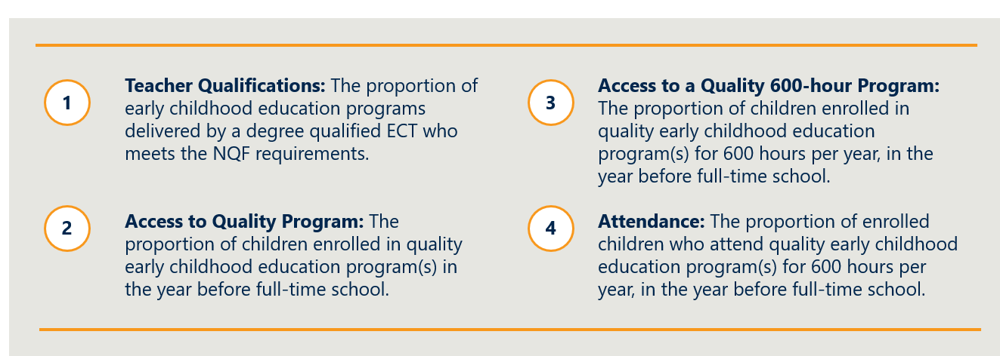 1
Teacher Qualifications: The proportion of
early childhood education programs
delivered by a degree qualified ECT who
meets the NQF requirements.
2
Access to Quality Program: The
proportion of children enrolled in quality
early childhood education program(s) in
the year before full-time school.
3
Access to a Quality 600-hour Program:
The proportion of children enrolled in
quality early childhood education
program(s) for 600 hours per year, in the
year before full-time school.
4
Attendance: The proportion of enrolled
children who attend quality early childhood
education program(s) for 600 hours per
year, in the year before full-time school.